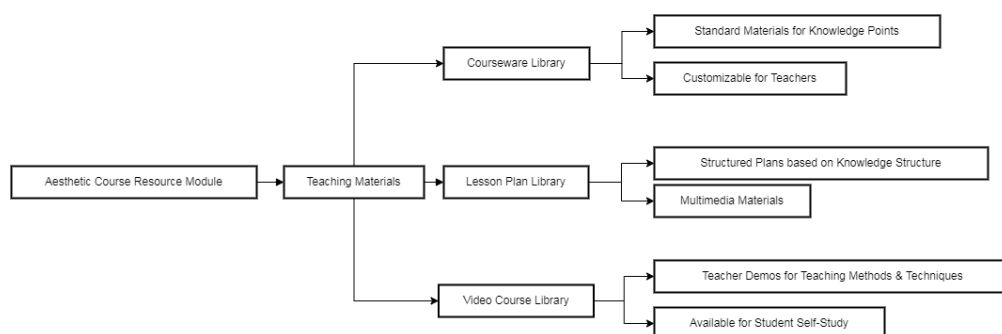 Standard Materials for Knowledge Points
Courseware Library
Customizable for Teachers
Structured Plans based on Knowledge Structure
Aesthetic Course Resource Module
Teaching Materials
Lesson Plan Library
Multimedia Materials
Teacher Demos for Teaching Methods & Techniques
Video Course Library
Available for Student Self-Study